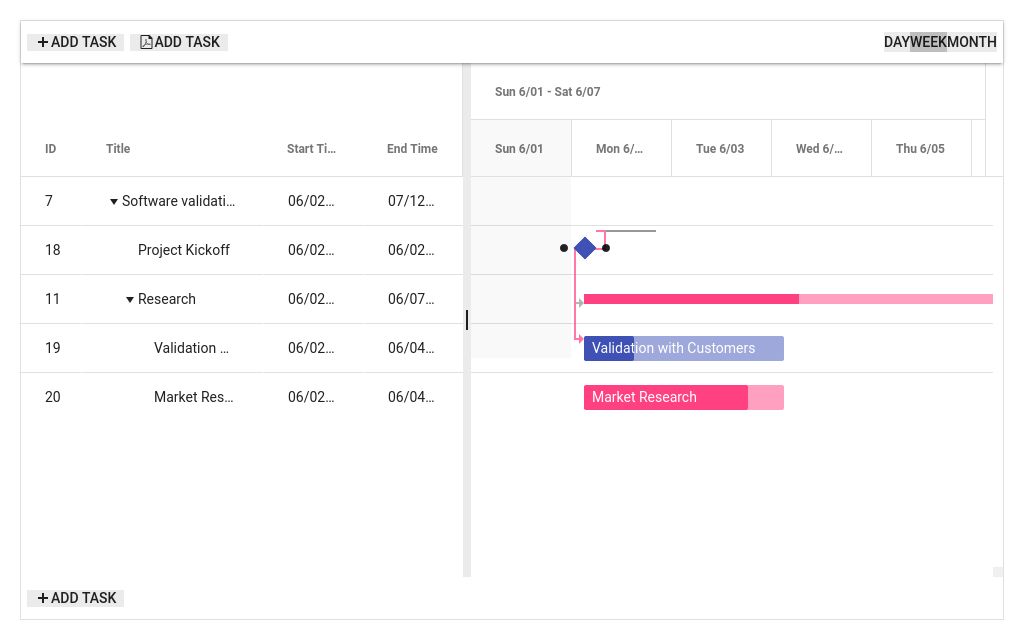 ADD TASK ADD TASK DAY WEEK MONTH
Sun 6/01 - Sat 6/07
ID Title Start Ti… End Time Sun 6/01 Mon 6/… Tue 6/03 Wed 6/… Thu 6/05
7 Software validati… 06/02… 07/12…
18 Project Kickoff 06/02… 06/02…
11 Research 06/02… 06/07…
19 Validation … 06/02… 06/04… Validation with Customers
20 Market Res… 06/02… 06/04… Market Research
ADD TASK